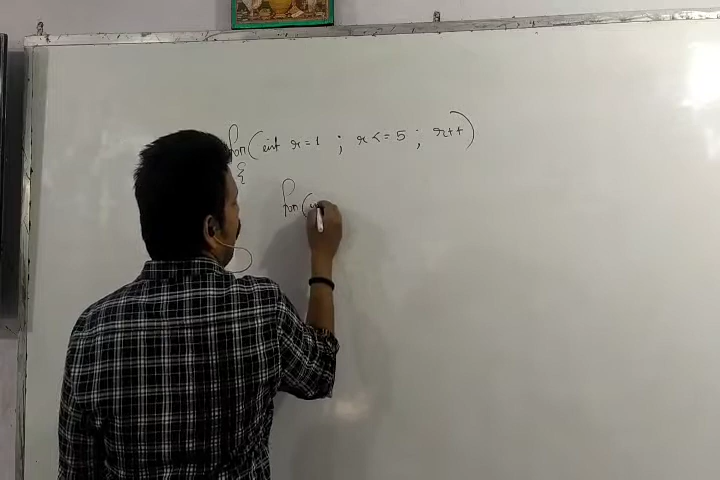 for(int r=1 ; r<=5 ; r++)
{
for(